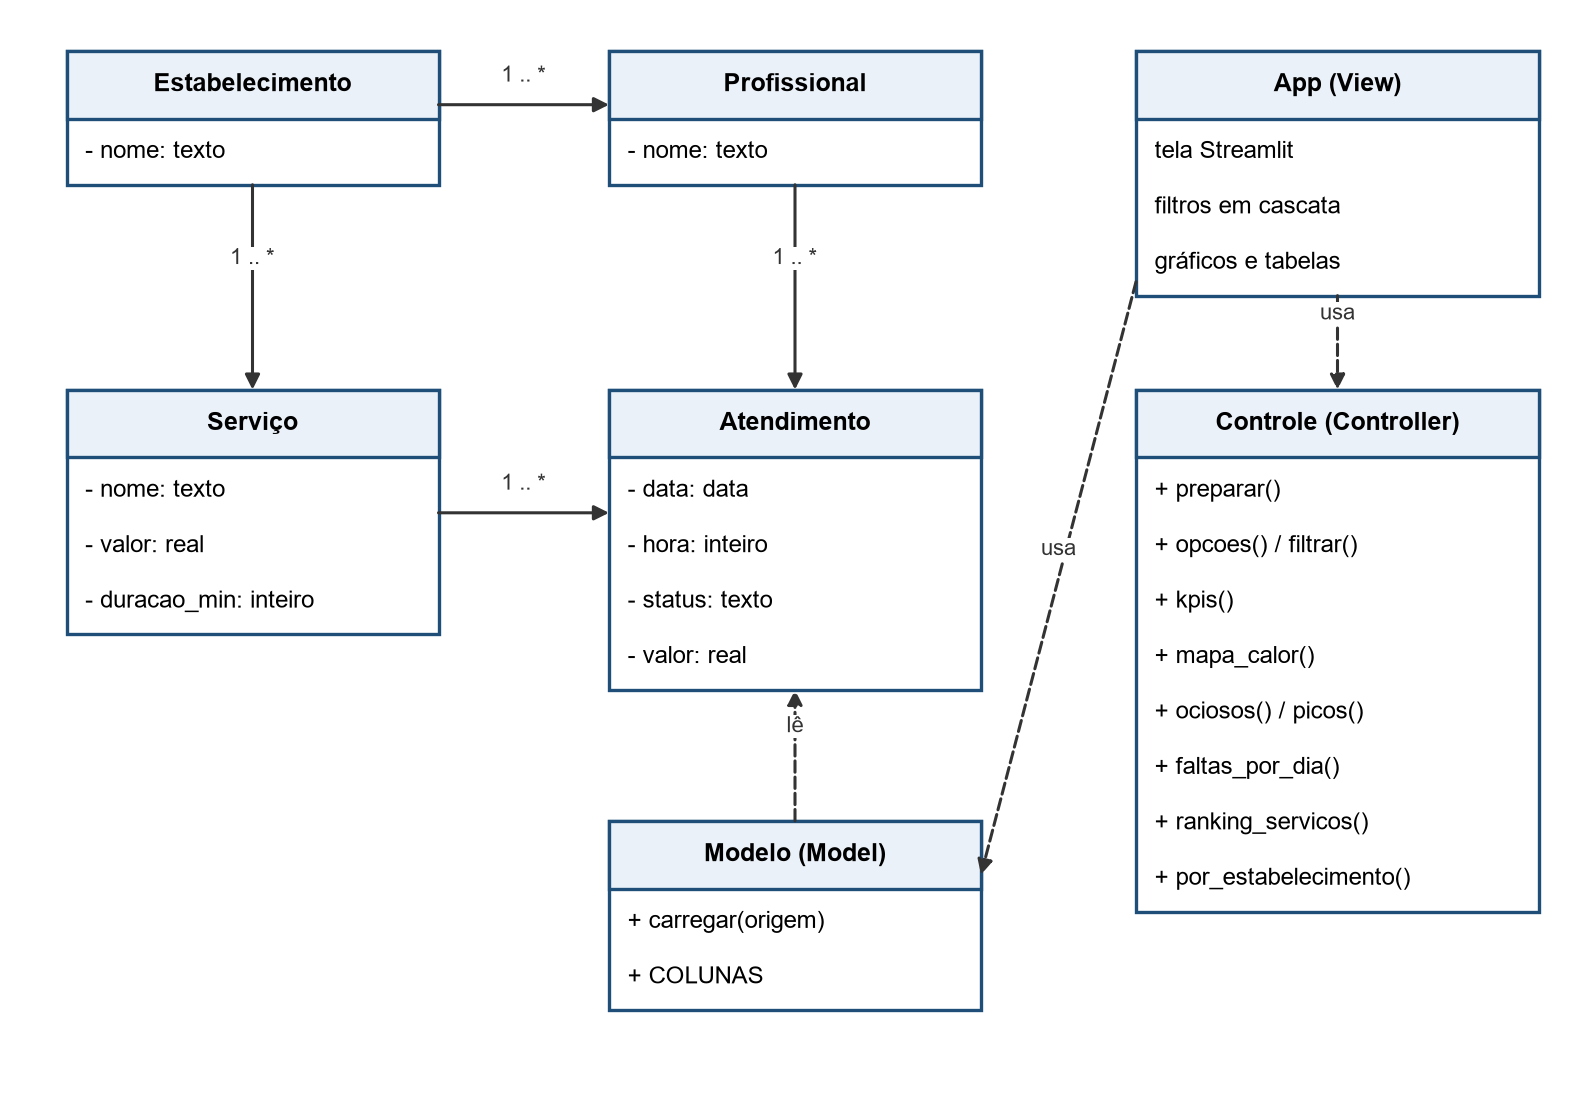 Estabelecimento
- nome: texto
1 .. *
Profissional
- nome: texto
App (View)
tela Streamlit
filtros em cascata
gráficos e tabelas
1 .. *
1 .. *
usa
Serviço
- nome: texto
- valor: real
- duracao_min: inteiro
1 .. *
Atendimento
- data: data
- hora: inteiro
- status: texto
- valor: real
usa
Controle (Controller)
+ preparar()
+ opcoes() / filtrar()
+ kpis()
+ mapa_calor()
+ ociosos() / picos()
+ faltas_por_dia()
+ ranking_servicos()
+ por_estabelecimento()
lê
Modelo (Model)
+ carregar(origem)
+ COLUNAS